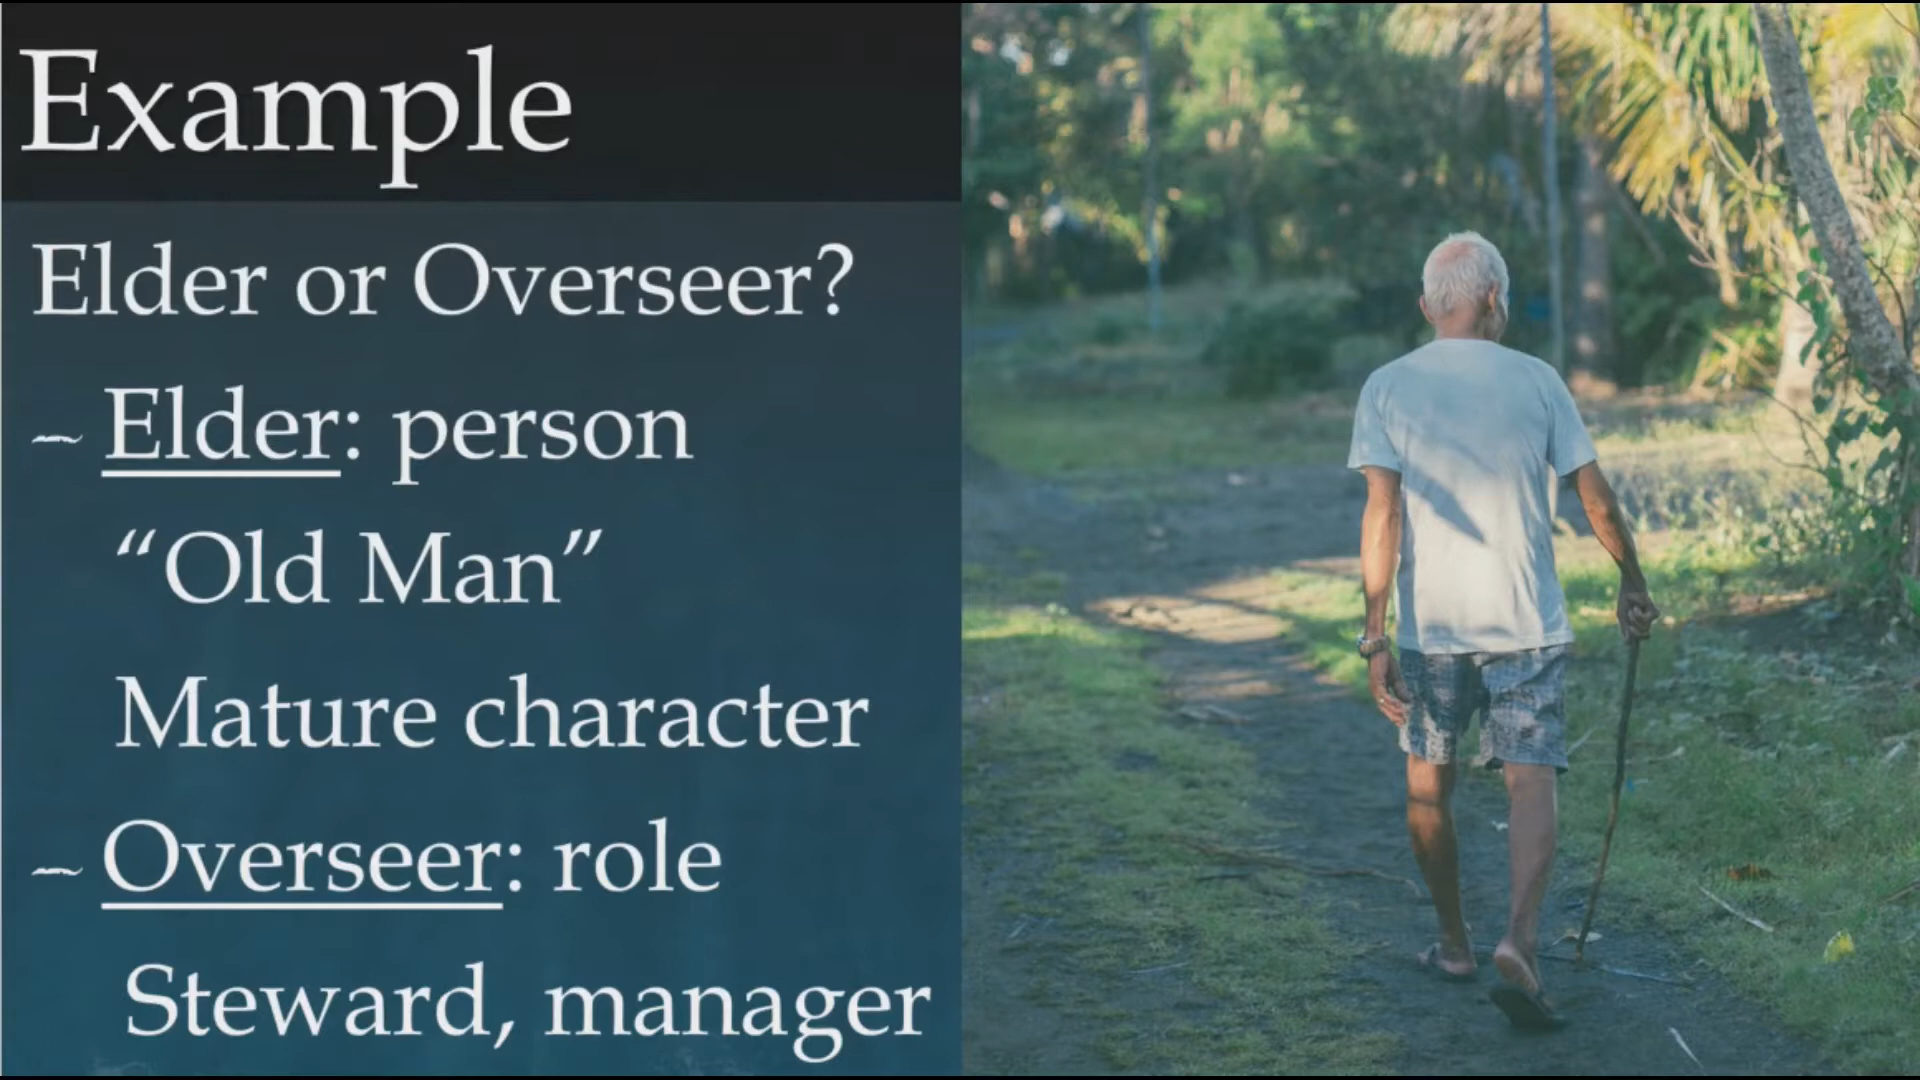 Example
Elder or Overseer?
~ Elder: person
“Old Man”
Mature character
~ Overseer: role
Steward, manager